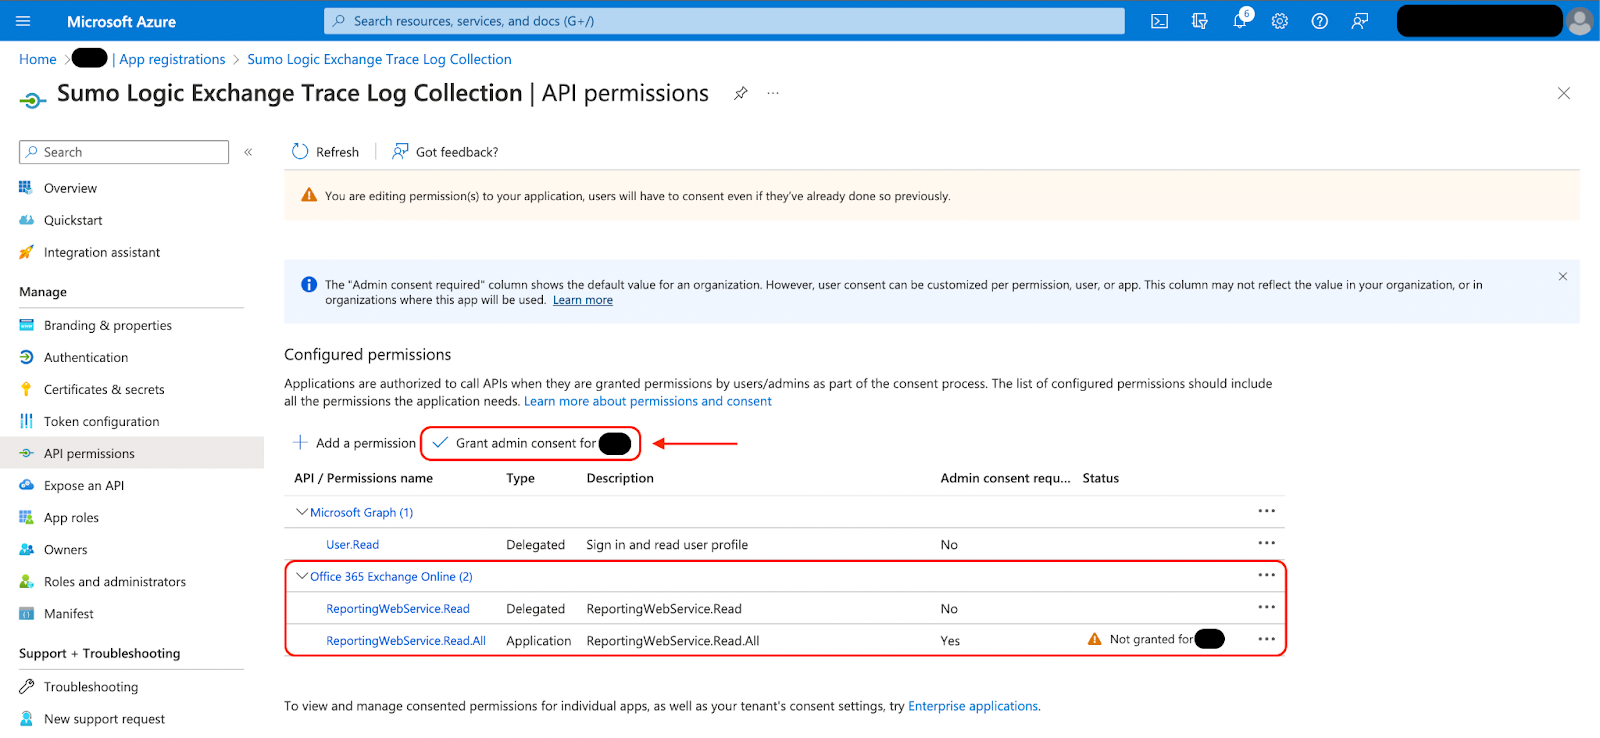 Microsoft Azure
Search resources, services, and docs (G+/)
6
Home > | App registrations > Sumo Logic Exchange Trace Log Collection
Sumo Logic Exchange Trace Log Collection | API permissions
Search
Overview
Quickstart
Integration assistant
Manage
Branding & properties
Authentication
Certificates & secrets
Token configuration
API permissions
Expose an API
App roles
Owners
Roles and administrators
Manifest
Support + Troubleshooting
Troubleshooting
New support request
Refresh
Got feedback?
You are editing permission(s) to your application, users will have to consent even if they've already done so previously.
The "Admin consent required" column shows the default value for an organization. However, user consent can be customized per permission, user, or app. This column may not reflect the value in your organization, or in
organizations where this app will be used. Learn more
Configured permissions
Applications are authorized to call APIs when they are granted permissions by users/admins as part of the consent process. The list of configured permissions should include
all the permissions the application needs. Learn more about permissions and consent
Add a permission Grant admin consent for
API / Permissions name Type Description Admin consent requ... Status
Microsoft Graph (1)
User.Read Delegated Sign in and read user profile No
Office 365 Exchange Online (2)
ReportingWebService.Read Delegated ReportingWebService.Read No
ReportingWebService.Read.All Application ReportingWebService.Read.All Yes Not granted for
To view and manage consented permissions for individual apps, as well as your tenant's consent settings, try Enterprise applications.